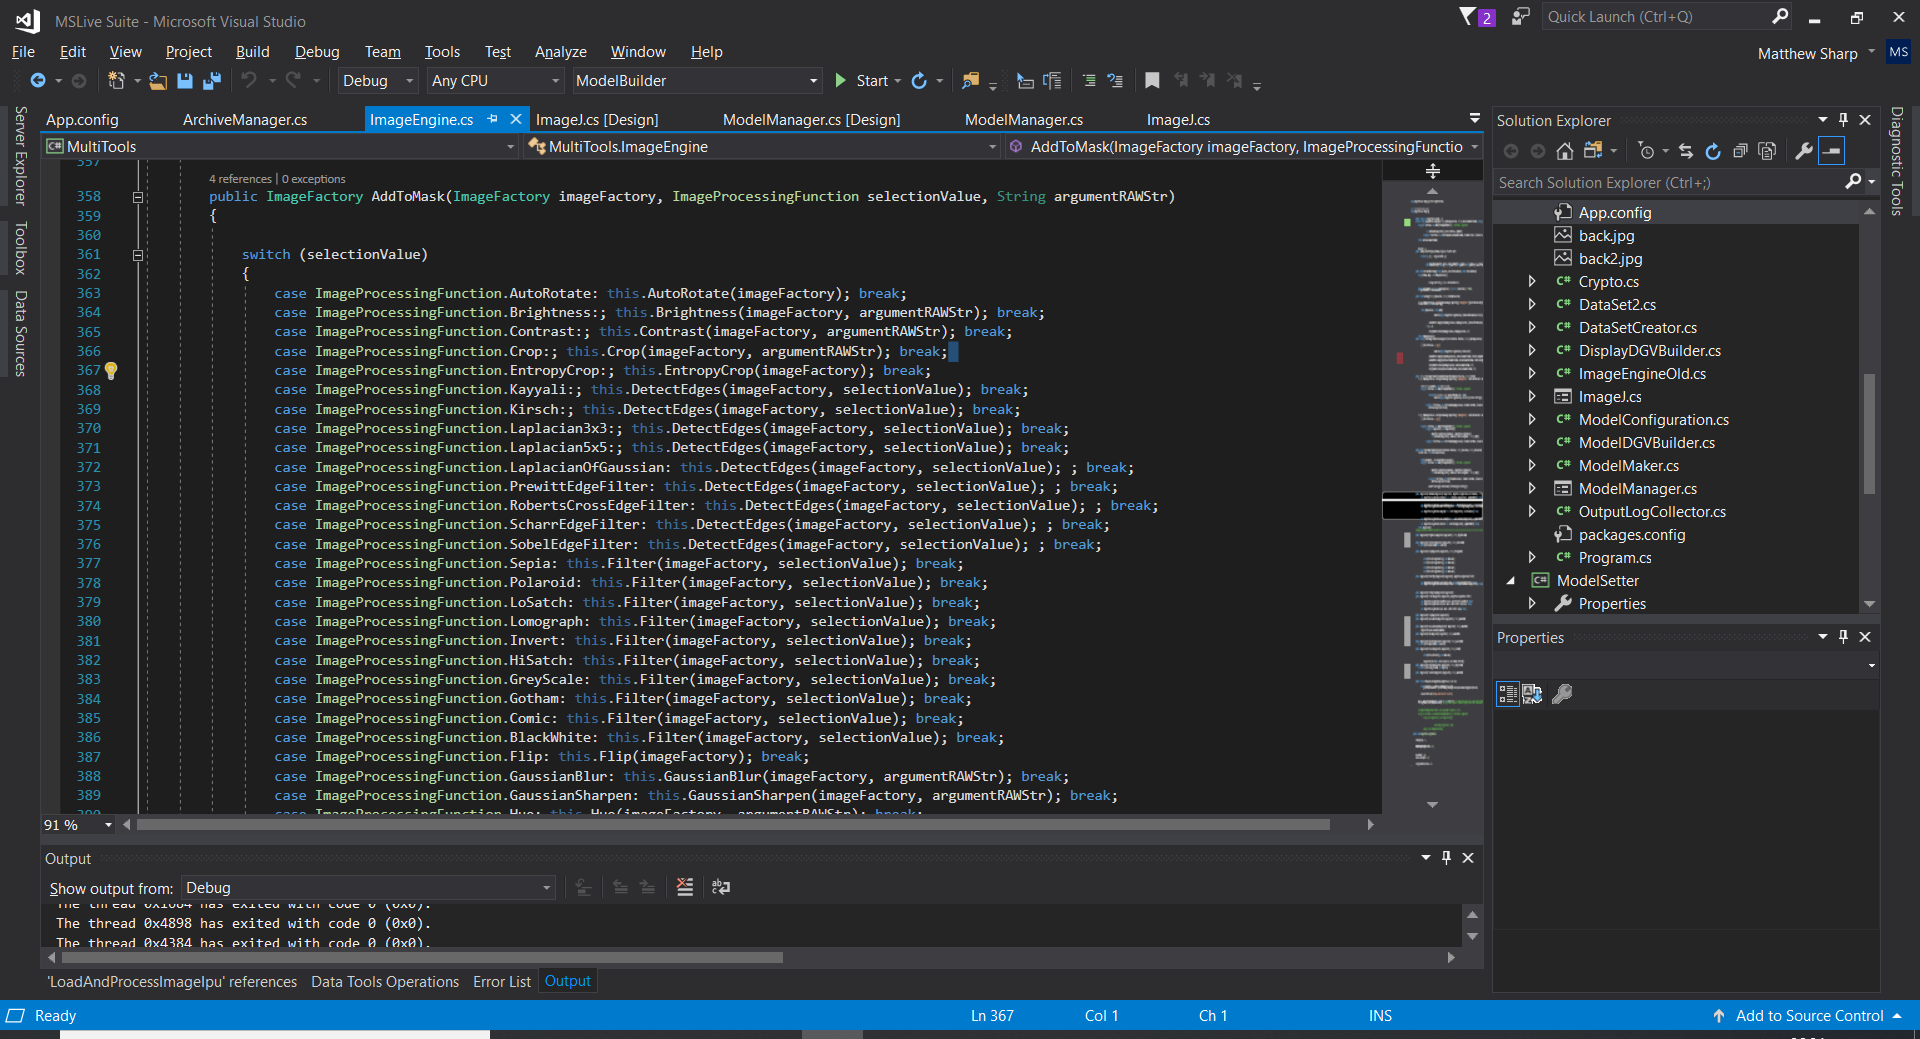 MSLive Suite - Microsoft Visual Studio
2
Quick Launch (Ctrl+Q)
File Edit View Project Build Debug Team Tools Test Analyze Window Help
Matthew Sharp MS
Debug Any CPU ModelBuilder Start
Server Explorer
Toolbox
Data Sources
App.config ArchiveManager.cs ImageEngine.cs ImageJ.cs [Design] ModelManager.cs [Design] ModelManager.cs ImageJ.cs
C# MultiTools MultiTools.ImageEngine AddToMask(ImageFactory imageFactory, ImageProcessingFunctio
357
4 references | 0 exceptions
358 public ImageFactory AddToMask(ImageFactory imageFactory, ImageProcessingFunction selectionValue, String argumentRAWStr)
359 {
360
361 switch (selectionValue)
362 {
363 case ImageProcessingFunction.AutoRotate: this.AutoRotate(imageFactory); break;
364 case ImageProcessingFunction.Brightness:; this.Brightness(imageFactory, argumentRAWStr); break;
365 case ImageProcessingFunction.Contrast:; this.Contrast(imageFactory, argumentRAWStr); break;
366 case ImageProcessingFunction.Crop:; this.Crop(imageFactory, argumentRAWStr); break;
367 case ImageProcessingFunction.EntropyCrop:; this.EntropyCrop(imageFactory); break;
368 case ImageProcessingFunction.Kayyali:; this.DetectEdges(imageFactory, selectionValue); break;
369 case ImageProcessingFunction.Kirsch:; this.DetectEdges(imageFactory, selectionValue); break;
370 case ImageProcessingFunction.Laplacian3x3:; this.DetectEdges(imageFactory, selectionValue); break;
371 case ImageProcessingFunction.Laplacian5x5:; this.DetectEdges(imageFactory, selectionValue); break;
372 case ImageProcessingFunction.LaplacianOfGaussian: this.DetectEdges(imageFactory, selectionValue); ; break;
373 case ImageProcessingFunction.PrewittEdgeFilter: this.DetectEdges(imageFactory, selectionValue); ; break;
374 case ImageProcessingFunction.RobertsCrossEdgeFilter: this.DetectEdges(imageFactory, selectionValue); ; break;
375 case ImageProcessingFunction.ScharrEdgeFilter: this.DetectEdges(imageFactory, selectionValue); ; break;
376 case ImageProcessingFunction.SobelEdgeFilter: this.DetectEdges(imageFactory, selectionValue); ; break;
377 case ImageProcessingFunction.Sepia: this.Filter(imageFactory, selectionValue); break;
378 case ImageProcessingFunction.Polaroid: this.Filter(imageFactory, selectionValue); break;
379 case ImageProcessingFunction.LoSatch: this.Filter(imageFactory, selectionValue); break;
380 case ImageProcessingFunction.Lomograph: this.Filter(imageFactory, selectionValue); break;
381 case ImageProcessingFunction.Invert: this.Filter(imageFactory, selectionValue); break;
382 case ImageProcessingFunction.HiSatch: this.Filter(imageFactory, selectionValue); break;
383 case ImageProcessingFunction.GreyScale: this.Filter(imageFactory, selectionValue); break;
384 case ImageProcessingFunction.Gotham: this.Filter(imageFactory, selectionValue); break;
385 case ImageProcessingFunction.Comic: this.Filter(imageFactory, selectionValue); break;
386 case ImageProcessingFunction.BlackWhite: this.Filter(imageFactory, selectionValue); break;
387 case ImageProcessingFunction.Flip: this.Flip(imageFactory); break;
388 case ImageProcessingFunction.GaussianBlur: this.GaussianBlur(imageFactory, argumentRAWStr); break;
389 case ImageProcessingFunction.GaussianSharpen: this.GaussianSharpen(imageFactory, argumentRAWStr); break;
390 case ImageProcessingFunction.Hue: this.Hue(imageFactory, argumentRAWStr); break;
91 %
Output
Show output from: Debug
The thread 0x1684 has exited with code 0 (0x0).
The thread 0x4898 has exited with code 0 (0x0).
The thread 0x4384 has exited with code 0 (0x0).
'LoadAndProcessImageIpu' references Data Tools Operations Error List Output
Solution Explorer
Search Solution Explorer (Ctrl+;)
App.config
back.jpg
back2.jpg
C# Crypto.cs
C# DataSet2.cs
C# DataSetCreator.cs
C# DisplayDGVBuilder.cs
C# ImageEngineOld.cs
ImageJ.cs
C# ModelConfiguration.cs
C# ModelDGVBuilder.cs
C# ModelMaker.cs
ModelManager.cs
C# OutputLogCollector.cs
packages.config
C# Program.cs
C# ModelSetter
Properties
Properties
Diagnostic Tools
Ready Ln 367 Col 1 Ch 1 INS Add to Source Control